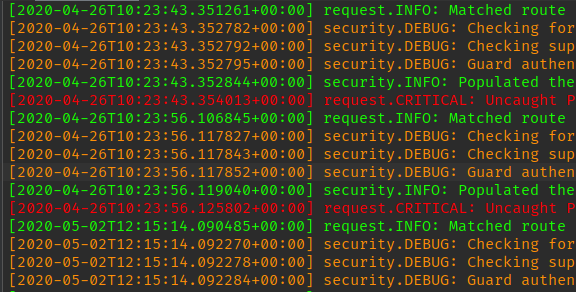 [2020-04-26T10:23:43.351261+00:00] request.INFO: Matched route
[2020-04-26T10:23:43.352782+00:00] security.DEBUG: Checking for
[2020-04-26T10:23:43.352792+00:00] security.DEBUG: Checking sup
[2020-04-26T10:23:43.352795+00:00] security.DEBUG: Guard authen
[2020-04-26T10:23:43.352844+00:00] security.INFO: Populated the
[2020-04-26T10:23:43.354013+00:00] request.CRITICAL: Uncaught P
[2020-04-26T10:23:56.106845+00:00] request.INFO: Matched route
[2020-04-26T10:23:56.117827+00:00] security.DEBUG: Checking for
[2020-04-26T10:23:56.117843+00:00] security.DEBUG: Checking sup
[2020-04-26T10:23:56.117852+00:00] security.DEBUG: Guard authen
[2020-04-26T10:23:56.119040+00:00] security.INFO: Populated the
[2020-04-26T10:23:56.125802+00:00] request.CRITICAL: Uncaught P
[2020-05-02T12:15:14.090485+00:00] request.INFO: Matched route
[2020-05-02T12:15:14.092270+00:00] security.DEBUG: Checking for
[2020-05-02T12:15:14.092278+00:00] security.DEBUG: Checking sup
[2020-05-02T12:15:14.092284+00:00] security.DEBUG: Guard authen